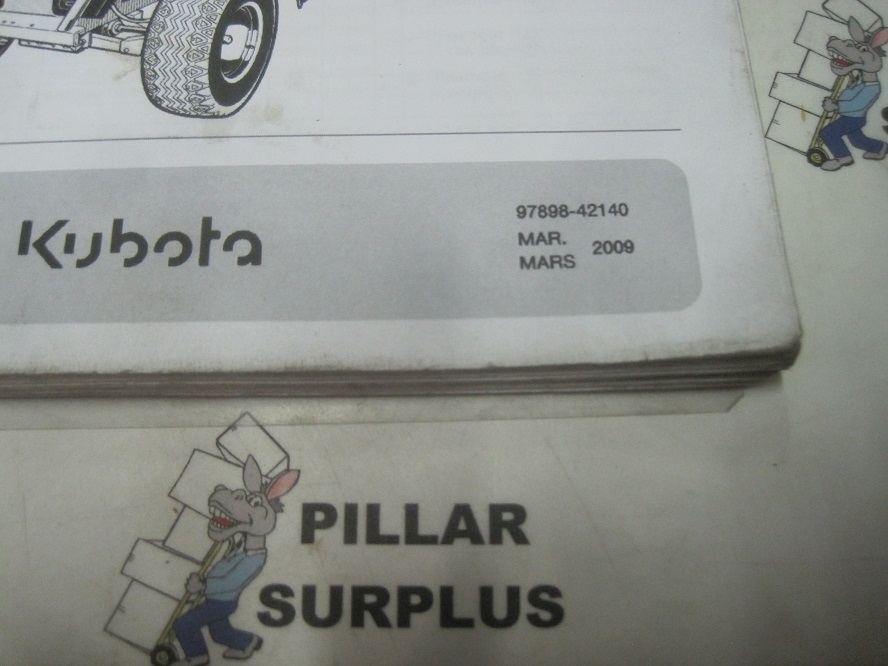 Kubota
97898-42140
MAR.
MARS
2009
PILLAR
SURPLUS